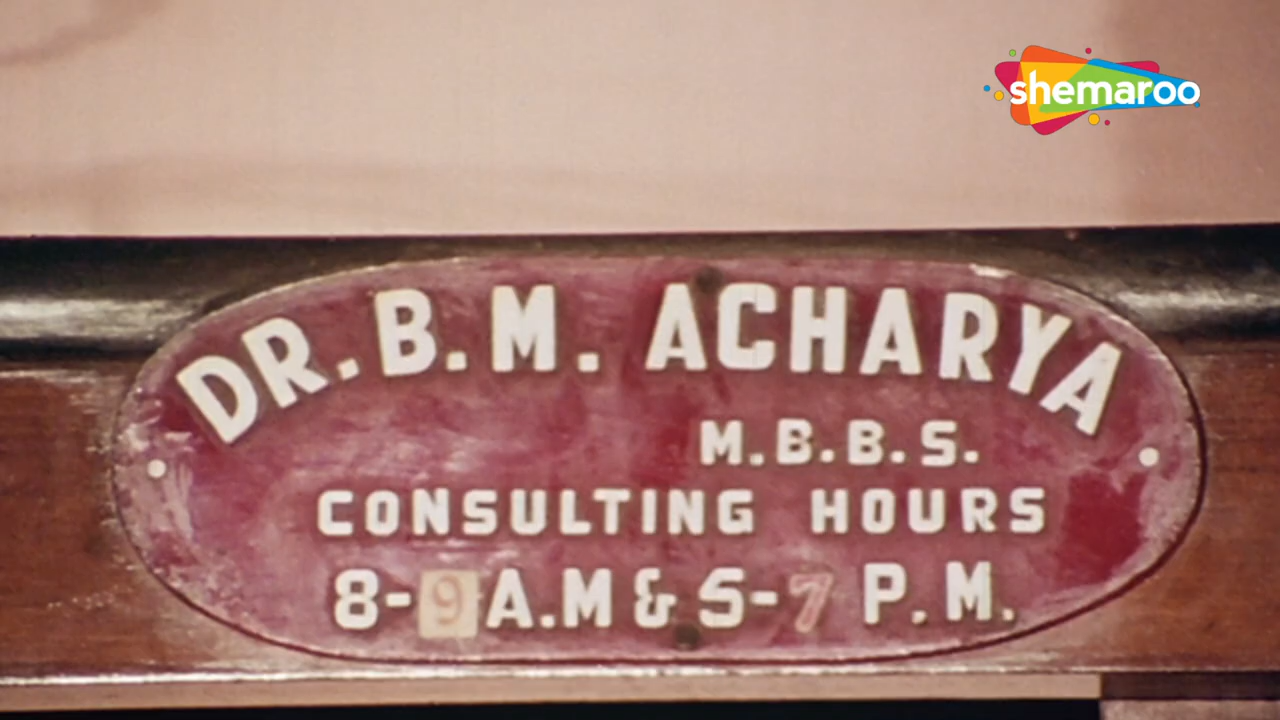 shemaroo
DR. B. M. ACHARYA
M.B.B.S.
CONSULTING HOURS
8-9 A.M & 5-7 P.M.